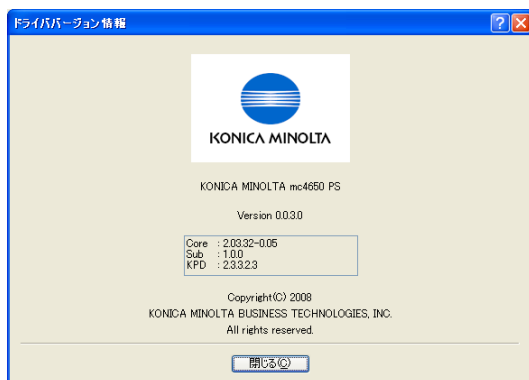 ドライババージョン情報
KONICA MINOLTA
KONICA MINOLTA mc4650 PS
Version 0.0.3.0
Core : 2.03.32-0.05
Sub : 1.0.0
KPD : 2.3.3.2.3
Copyright(C) 2008
KONICA MINOLTA BUSINESS TECHNOLOGIES, INC.
All rights reserved.
閉じる(C)